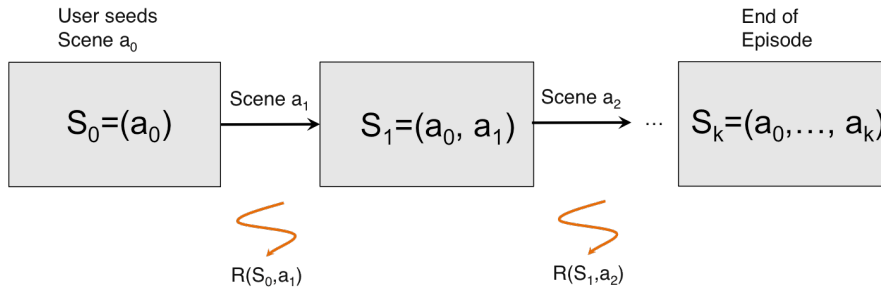 User seeds
Scene a₀
End of
Episode
S₀=(a₀)
Scene a₁
S₁=(a₀, a₁)
Scene a₂
...
Sₖ=(a₀,..., aₖ)
R(S₀,a₁)
R(S₁,a₂)